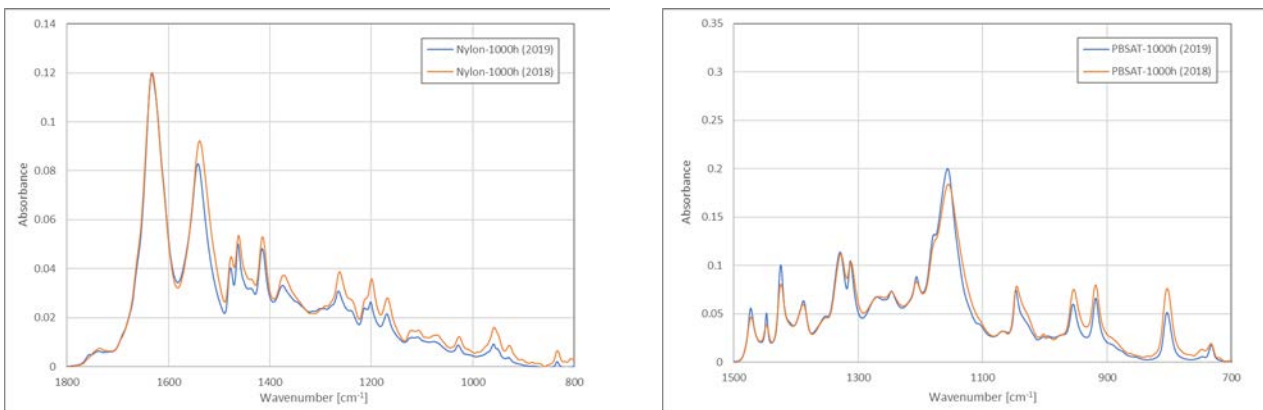 0.14
0.12
0.1
0.08
0.06
0.04
0.02
0
Absorbance
Nylon-1000h (2019)
Nylon-1000h (2018)
1800 1600 1400 1200 1000 800
Wavenumber [cm⁻¹]
0.35
0.3
0.25
0.2
0.15
0.1
0.05
0
Absorbance
PBSAT-1000h (2019)
PBSAT-1000h (2018)
1500 1300 1100 900 700
Wavenumber [cm⁻¹]